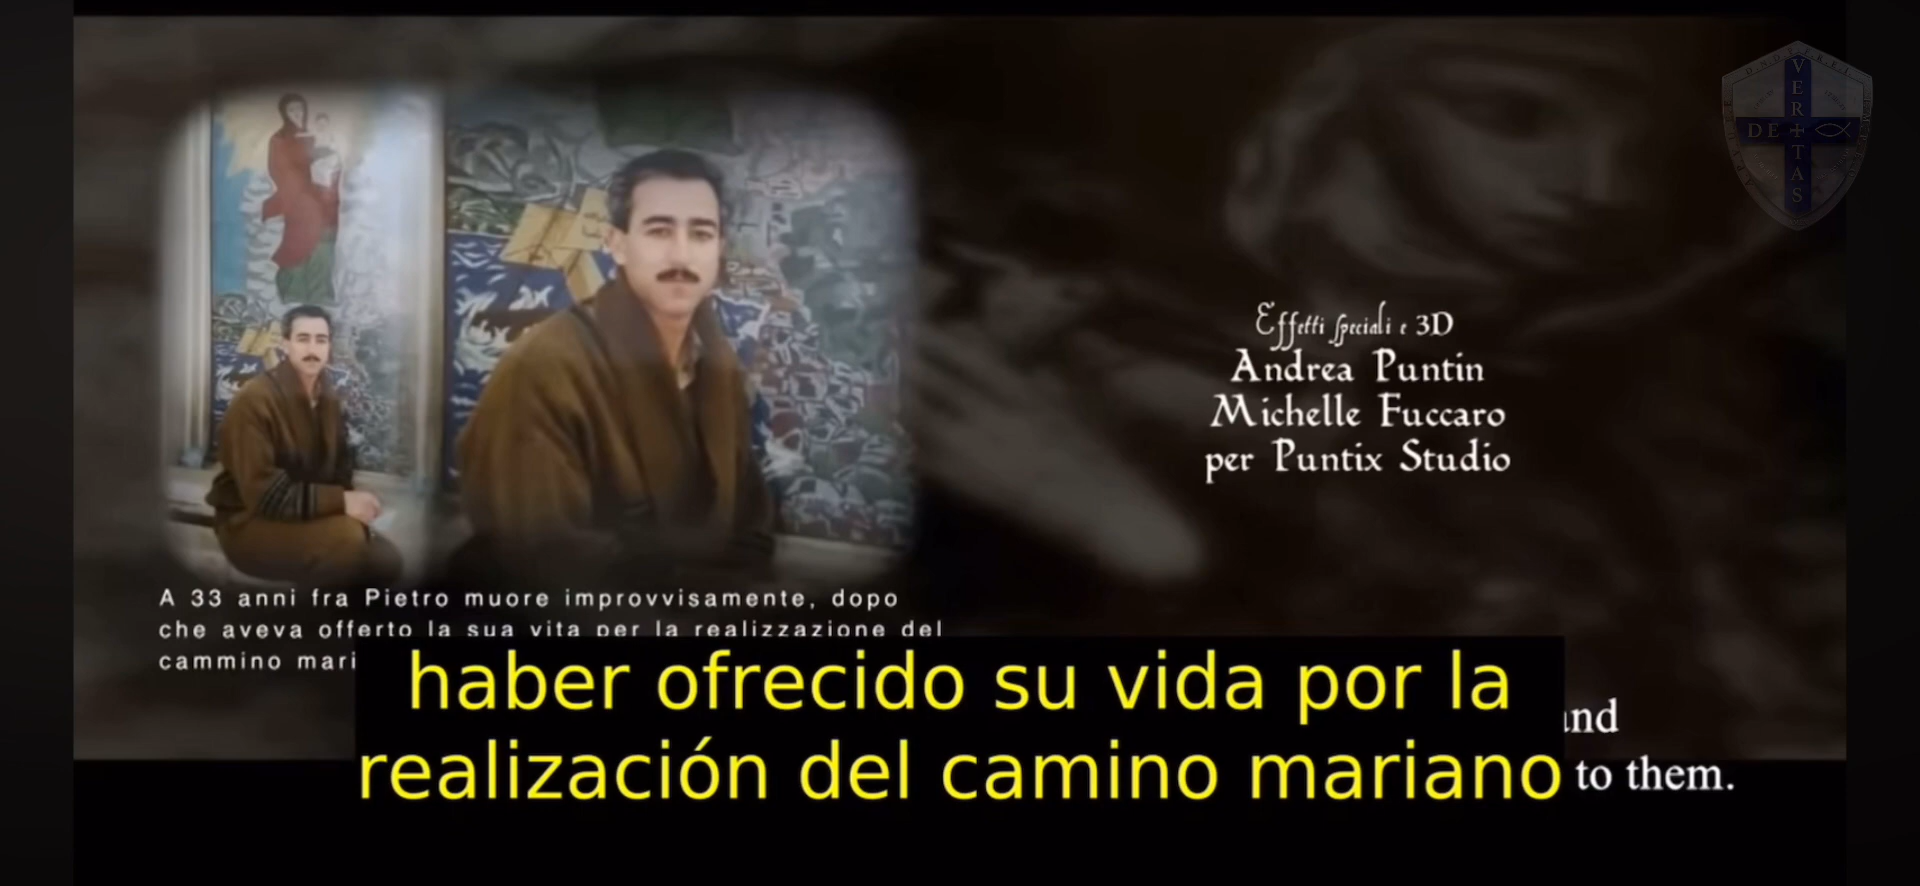 VERITAS
DE
Effetti speciali e 3D
Andrea Puntin
Michelle Fuccaro
per Puntix Studio
A 33 anni fra Pietro muore improvvisamente, dopo
che aveva offerto la sua vita per la realizzazione del
cammino
haber ofrecido su vida por la
realización del camino mariano
to them.